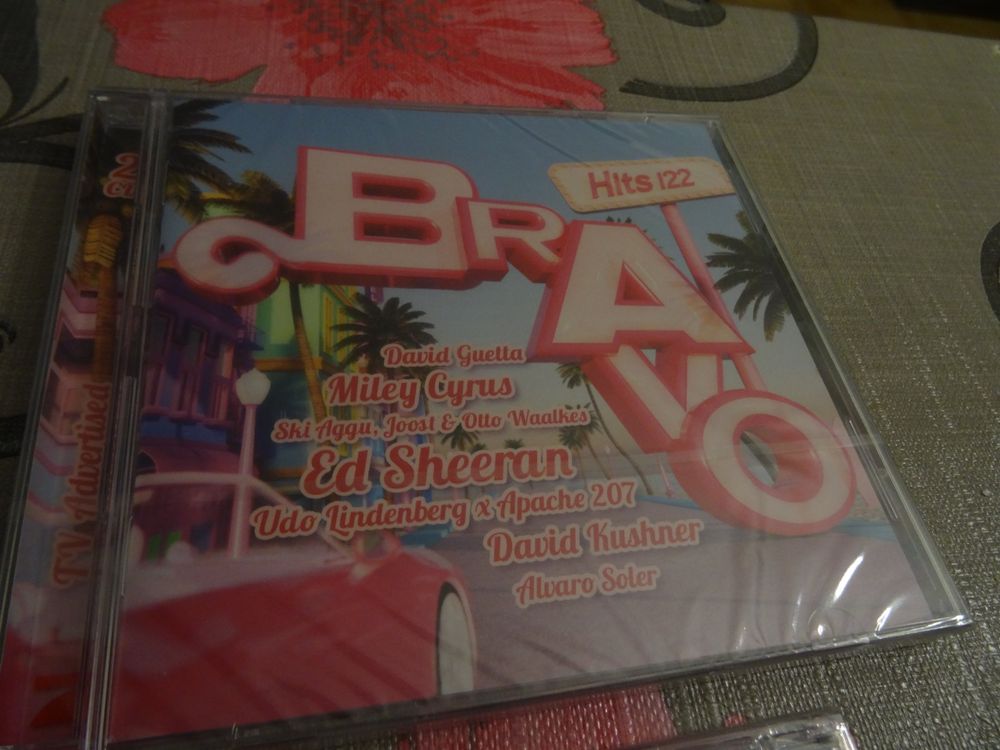 BRAVO
Hits 122
David Guetta
Miley Cyrus
Ski Aggu, Joost & Otto Waalkes
Ed Sheeran
Udo Lindenberg x Apache 207
David Kushner
Alvaro Soler
TV Advertised